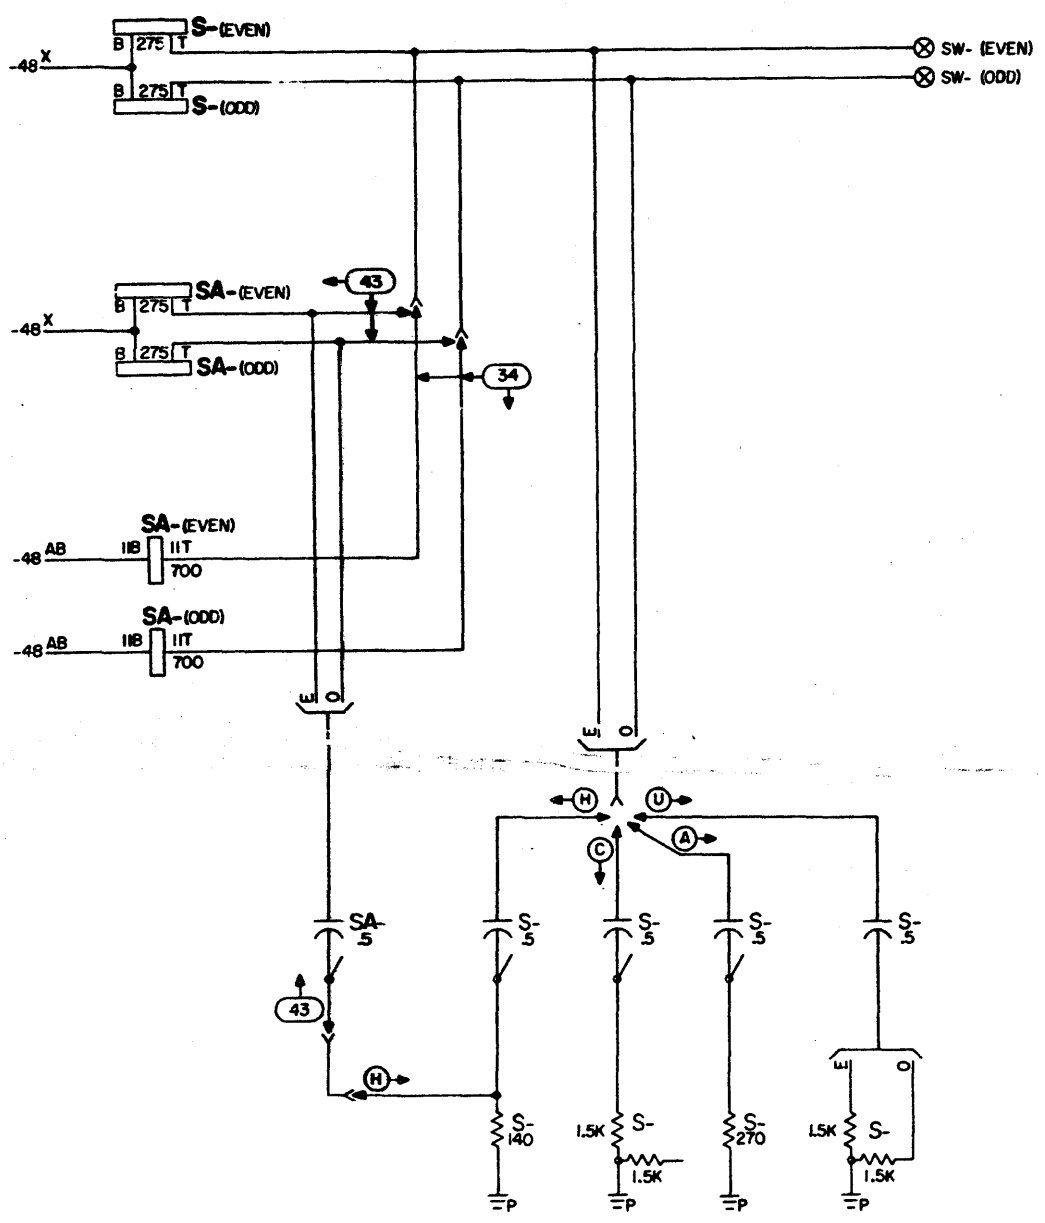 S-(EVEN)
B 275 T
-48 X
SW- (EVEN)
SW- (ODD)
B 275 T
S-(ODD)
43
SA-(EVEN)
B 275 T
-48 X
B 275 T
SA-(ODD)
34
SA-(EVEN)
-48 AB 11B 11T
700
SA-(ODD)
-48 AB 11B 11T
700
E O
E O
H U
C A
SA-
.5
S-
.5
S-
.5
S-
.5
S-
.5
43
E O
H
S-
140
1.5K S-
1.5K
S-
270
1.5K S-
1.5K
P P P P